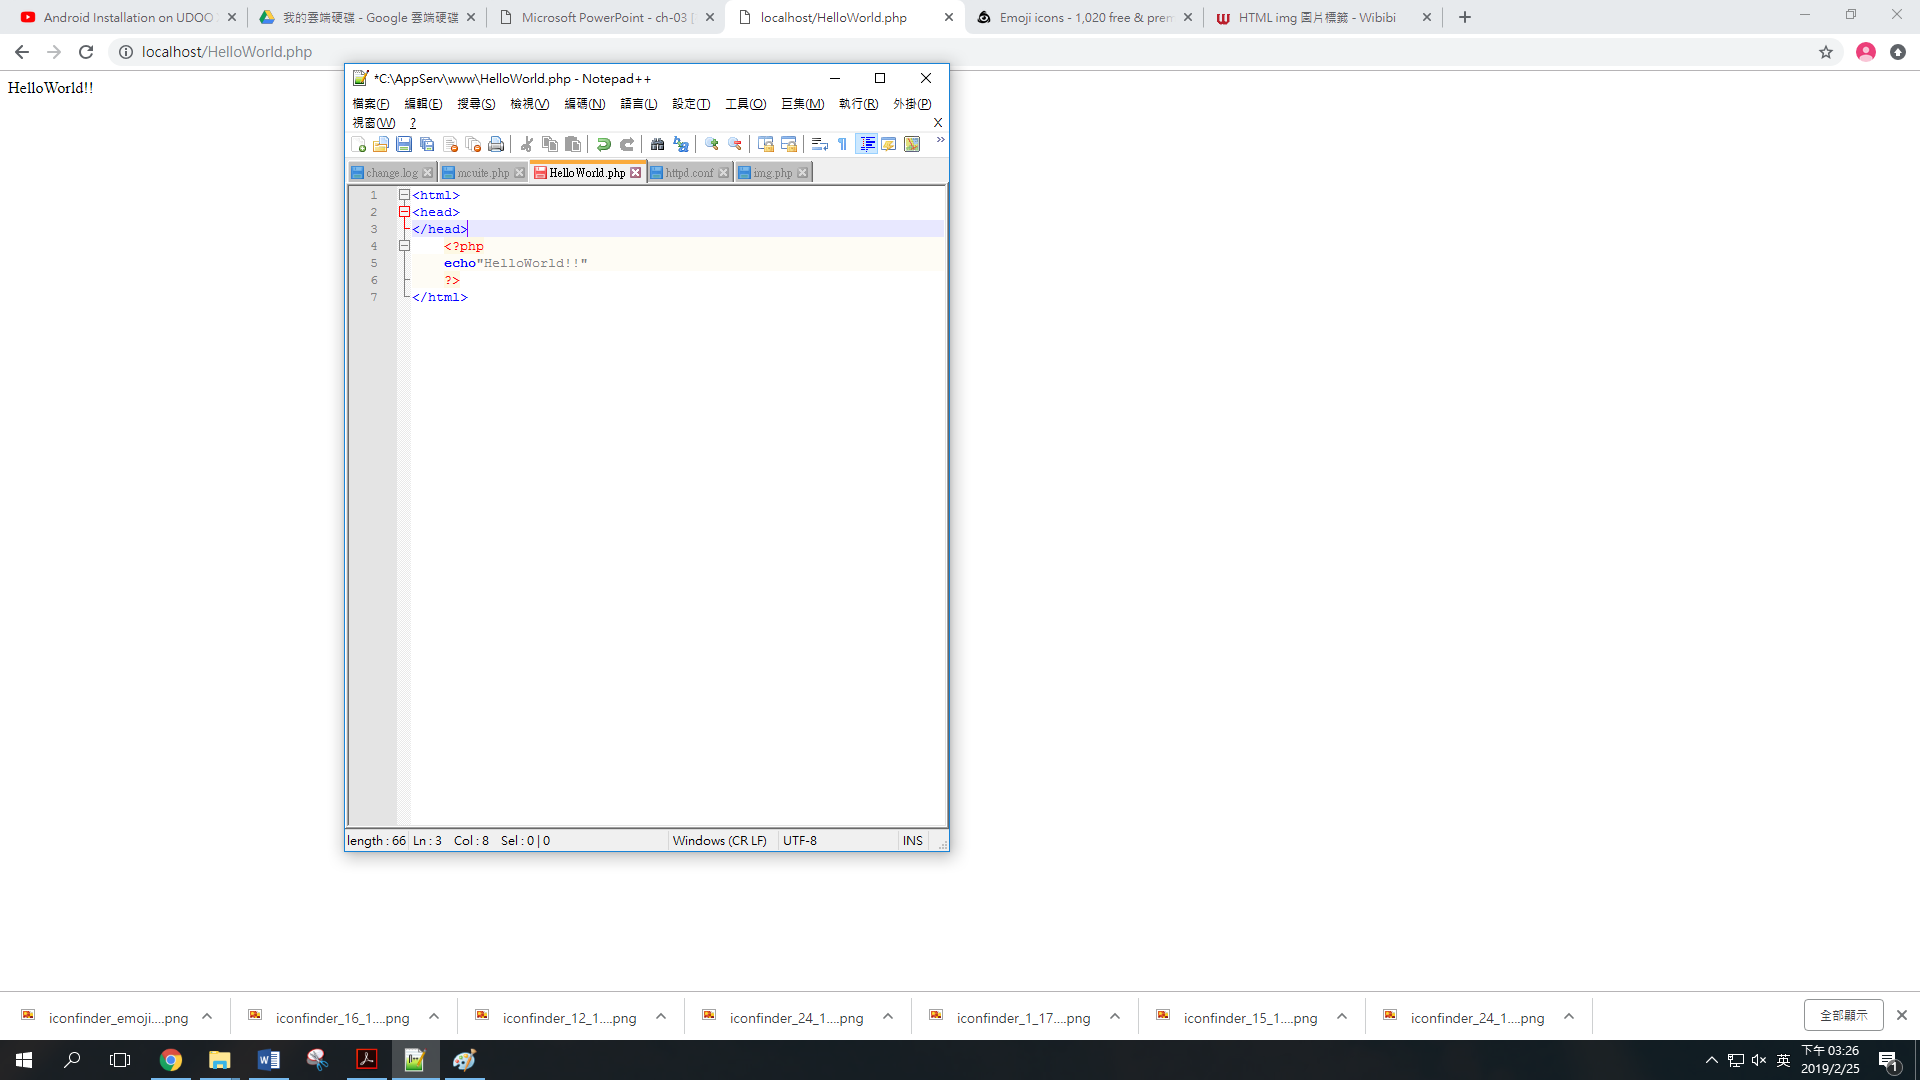 Android Installation on UDOO
我的雲端硬碟 - Google 雲端硬碟
Microsoft PowerPoint - ch-03
localhost/HelloWorld.php
Emoji icons - 1,020 free & prem
HTML img 圖片標籤 - Wibibi
localhost/HelloWorld.php
HelloWorld!!
*C:\AppServ\www\HelloWorld.php - Notepad++
檔案(F) 編輯(E) 搜尋(S) 檢視(V) 編碼(N) 語言(L) 設定(T) 工具(O) 巨集(M) 執行(R) 外掛(P)
視窗(W) ? X
change.log mcuite.php HelloWorld.php httpd.conf img.php
1 <html>
2 <head>
3 </head>
4 <?php
5 echo"HelloWorld!!"
6 ?>
7 </html>
length : 66 Ln : 3 Col : 8 Sel : 0 | 0 Windows (CR LF) UTF-8 INS
iconfinder_emoji....png
iconfinder_16_1....png
iconfinder_12_1....png
iconfinder_24_1....png
iconfinder_1_17....png
iconfinder_15_1....png
iconfinder_24_1....png
全部顯示
英
下午 03:26
2019/2/25
1